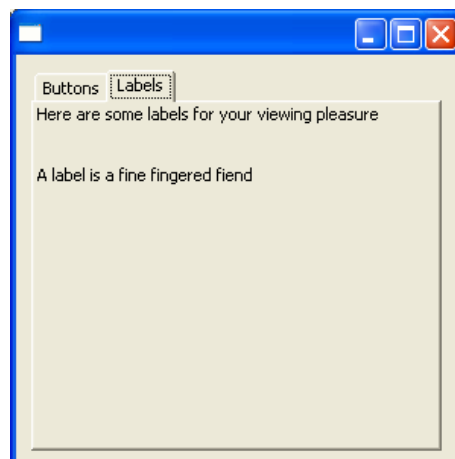 Buttons Labels
Here are some labels for your viewing pleasure
A label is a fine fingered fiend